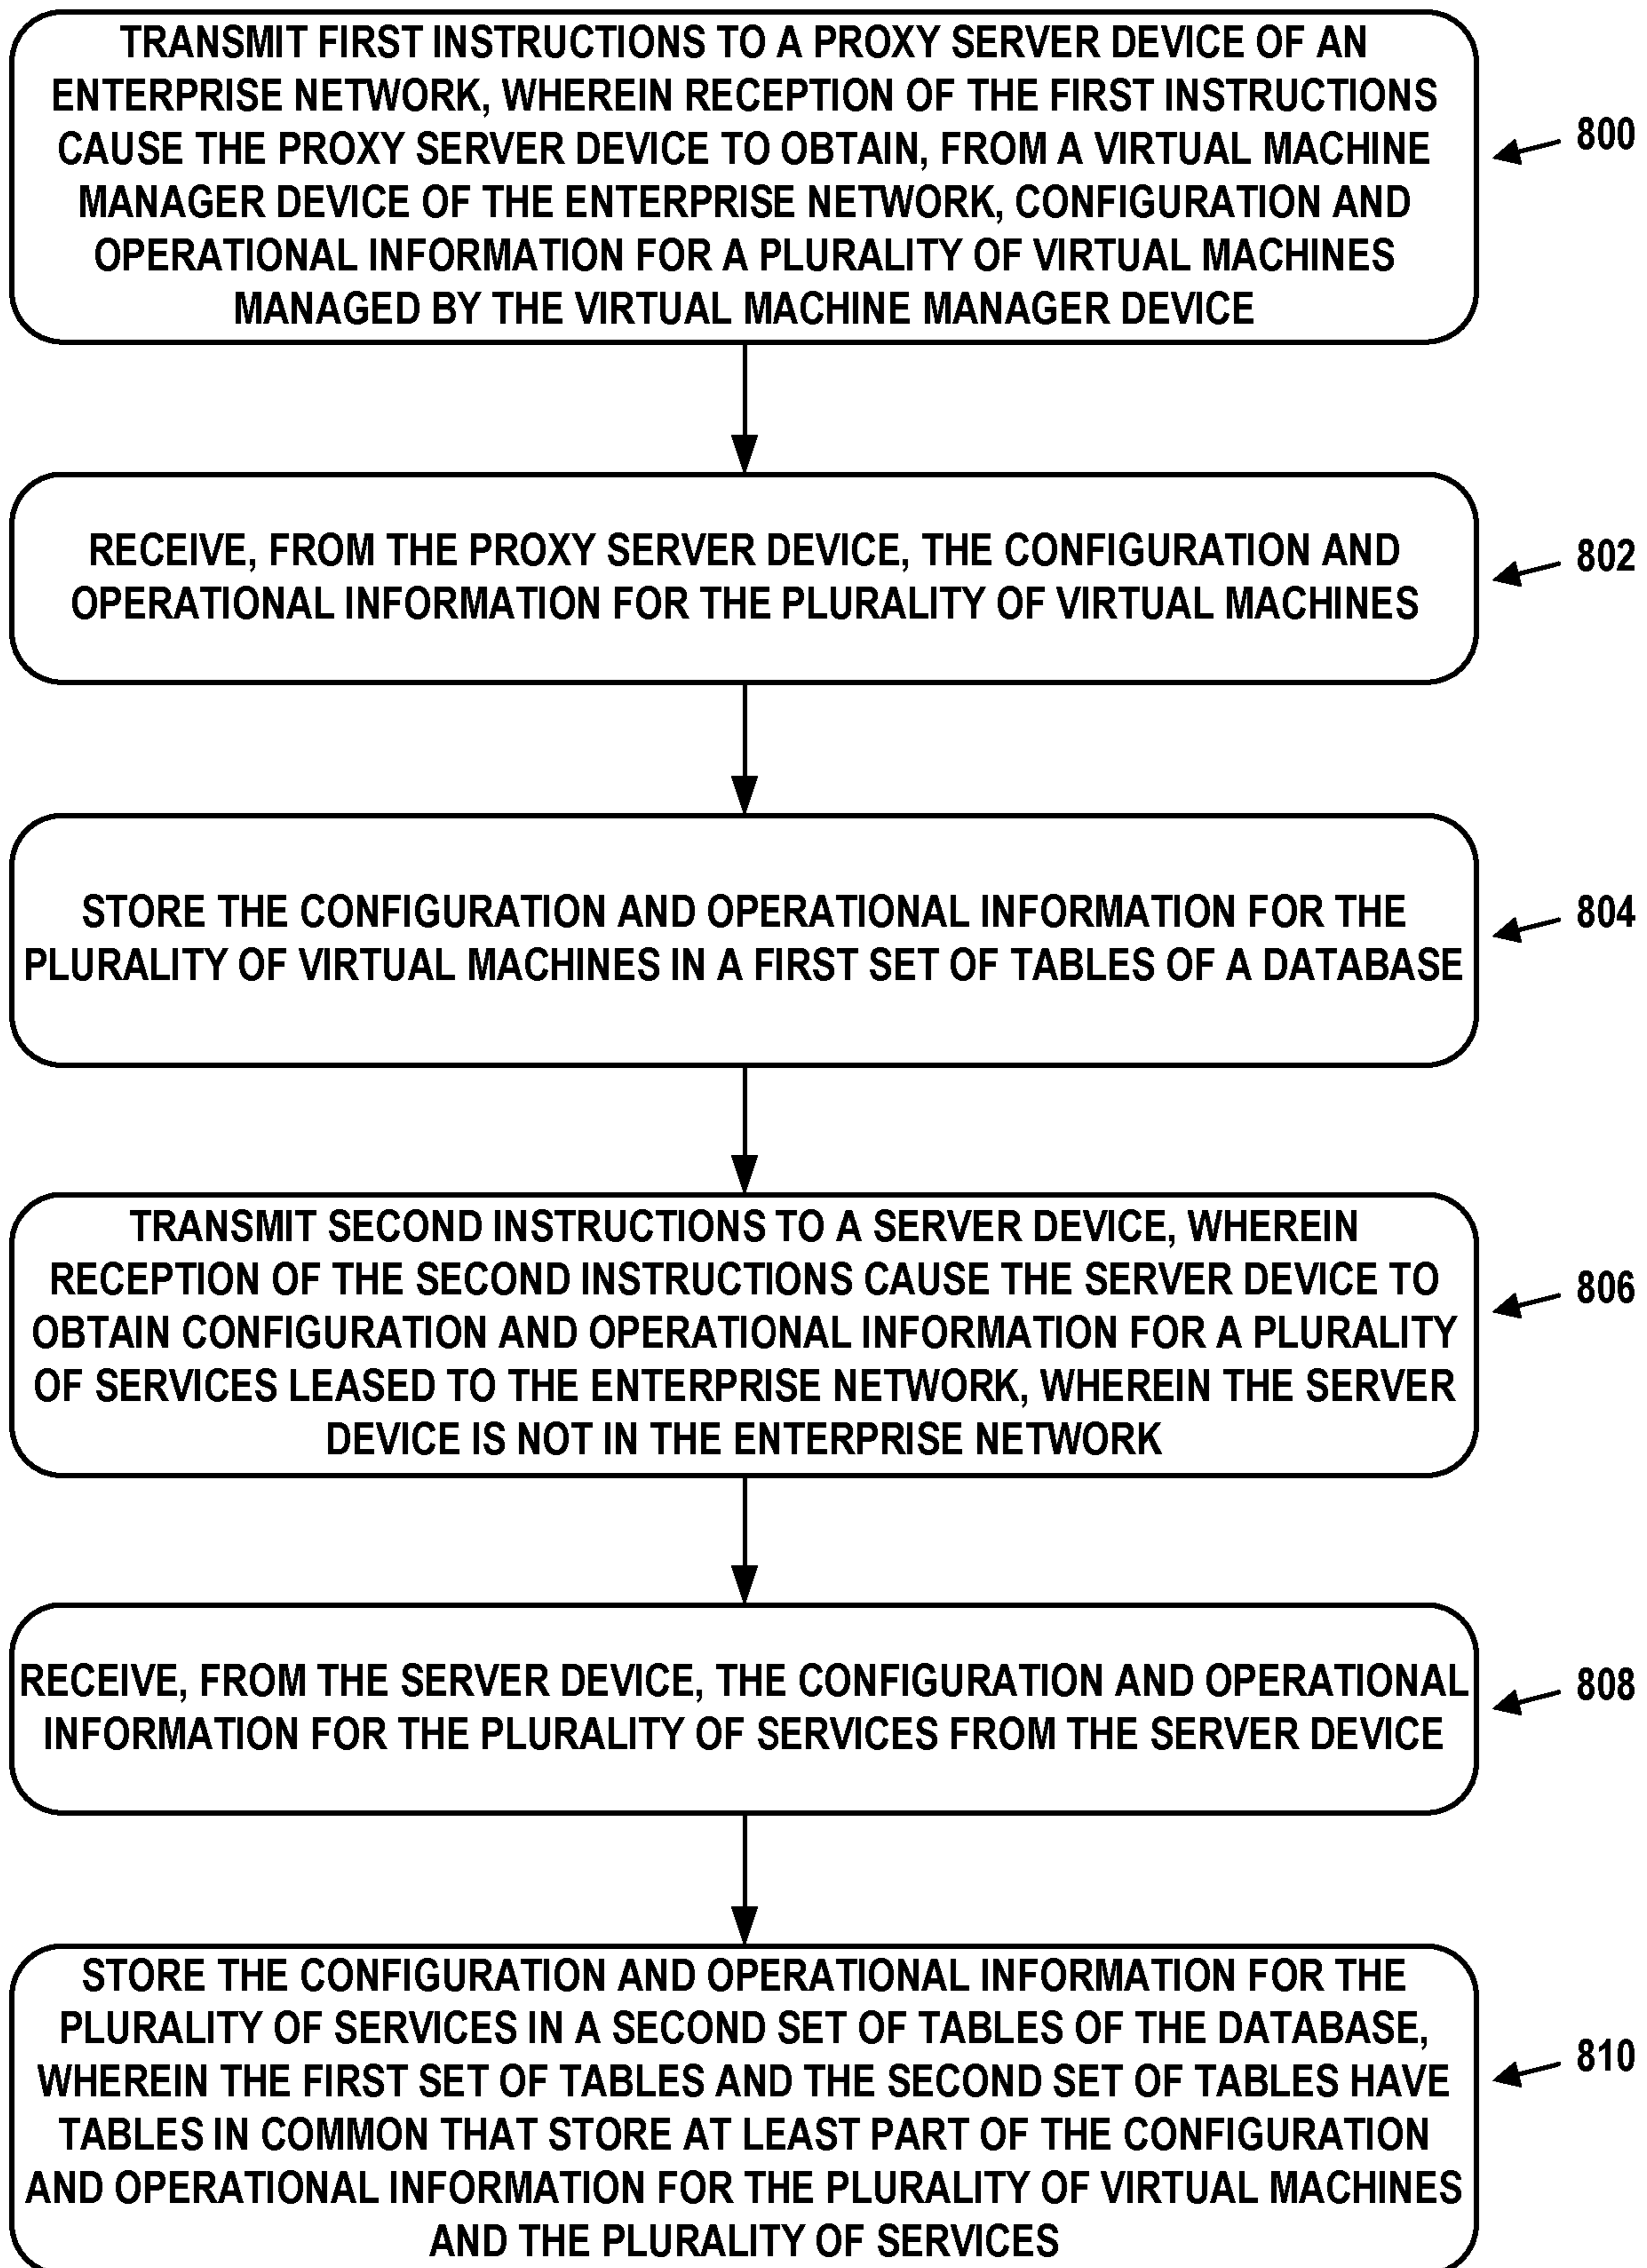 TRANSMIT FIRST INSTRUCTIONS TO A PROXY SERVER DEVICE OF AN
ENTERPRISE NETWORK, WHEREIN RECEPTION OF THE FIRST INSTRUCTIONS
CAUSE THE PROXY SERVER DEVICE TO OBTAIN, FROM A VIRTUAL MACHINE
MANAGER DEVICE OF THE ENTERPRISE NETWORK, CONFIGURATION AND
OPERATIONAL INFORMATION FOR A PLURALITY OF VIRTUAL MACHINES
MANAGED BY THE VIRTUAL MACHINE MANAGER DEVICE
800
RECEIVE, FROM THE PROXY SERVER DEVICE, THE CONFIGURATION AND
OPERATIONAL INFORMATION FOR THE PLURALITY OF VIRTUAL MACHINES
802
STORE THE CONFIGURATION AND OPERATIONAL INFORMATION FOR THE
PLURALITY OF VIRTUAL MACHINES IN A FIRST SET OF TABLES OF A DATABASE
804
TRANSMIT SECOND INSTRUCTIONS TO A SERVER DEVICE, WHEREIN
RECEPTION OF THE SECOND INSTRUCTIONS CAUSE THE SERVER DEVICE TO
OBTAIN CONFIGURATION AND OPERATIONAL INFORMATION FOR A PLURALITY
OF SERVICES LEASED TO THE ENTERPRISE NETWORK, WHEREIN THE SERVER
DEVICE IS NOT IN THE ENTERPRISE NETWORK
806
RECEIVE, FROM THE SERVER DEVICE, THE CONFIGURATION AND OPERATIONAL
INFORMATION FOR THE PLURALITY OF SERVICES FROM THE SERVER DEVICE
808
STORE THE CONFIGURATION AND OPERATIONAL INFORMATION FOR THE
PLURALITY OF SERVICES IN A SECOND SET OF TABLES OF THE DATABASE,
WHEREIN THE FIRST SET OF TABLES AND THE SECOND SET OF TABLES HAVE
TABLES IN COMMON THAT STORE AT LEAST PART OF THE CONFIGURATION
AND OPERATIONAL INFORMATION FOR THE PLURALITY OF VIRTUAL MACHINES
AND THE PLURALITY OF SERVICES
810